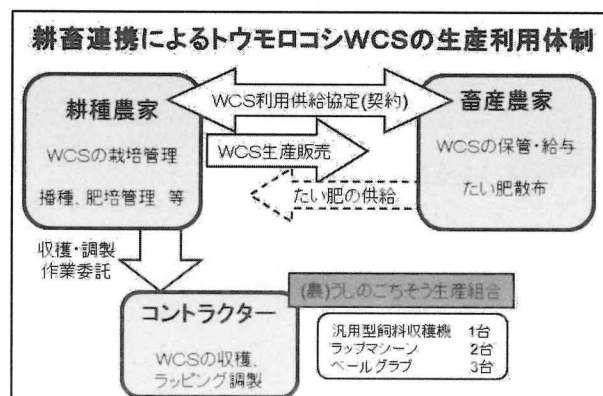 耕畜連携によるトウモロコシWCSの生産利用体制
耕種農家
WCSの栽培管理
播種、肥培管理 等
WCS利用供給協定(契約)
WCS生産販売
たい肥の供給
畜産農家
WCSの保管・給与
たい肥散布
収穫・調製
作業委託
コントラクター
WCSの収穫、
ラッピング調製
(農)うしのごちそう生産組合
汎用型飼料収穫機 1台
ラップマシーン 2台
ベールグラブ 3台